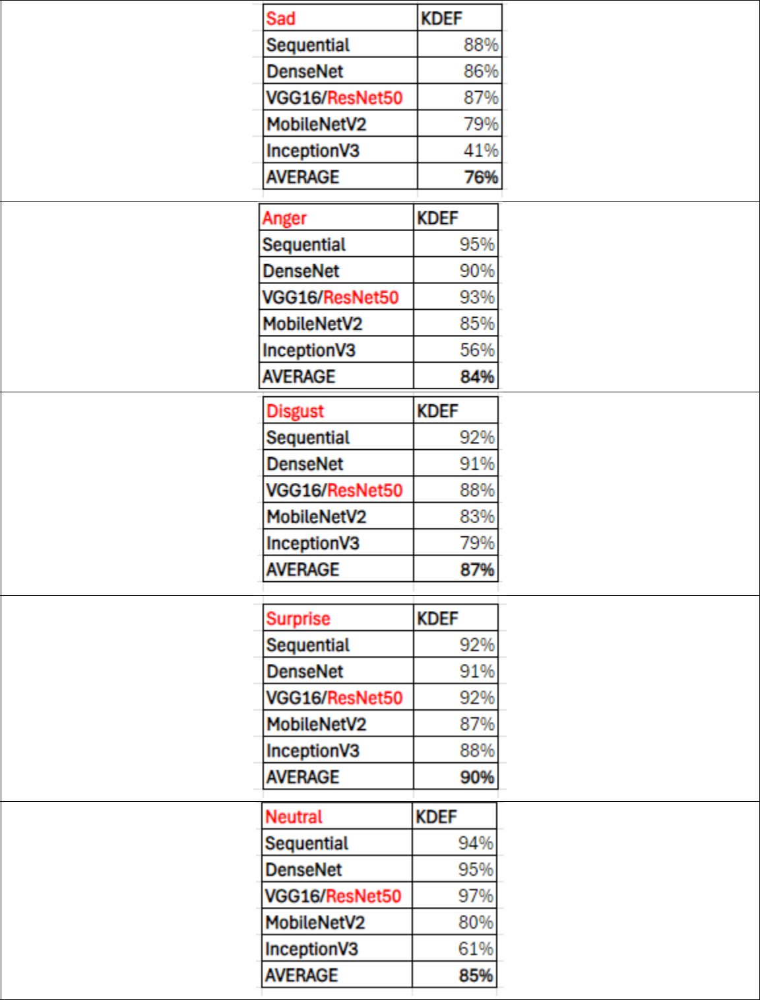 Sad KDEF
Sequential 88%
DenseNet 86%
VGG16/ResNet50 87%
MobileNetV2 79%
InceptionV3 41%
AVERAGE 76%
Anger KDEF
Sequential 95%
DenseNet 90%
VGG16/ResNet50 93%
MobileNetV2 85%
InceptionV3 56%
AVERAGE 84%
Disgust KDEF
Sequential 92%
DenseNet 91%
VGG16/ResNet50 88%
MobileNetV2 83%
InceptionV3 79%
AVERAGE 87%
Surprise KDEF
Sequential 92%
DenseNet 91%
VGG16/ResNet50 92%
MobileNetV2 87%
InceptionV3 88%
AVERAGE 90%
Neutral KDEF
Sequential 94%
DenseNet 95%
VGG16/ResNet50 97%
MobileNetV2 80%
InceptionV3 61%
AVERAGE 85%